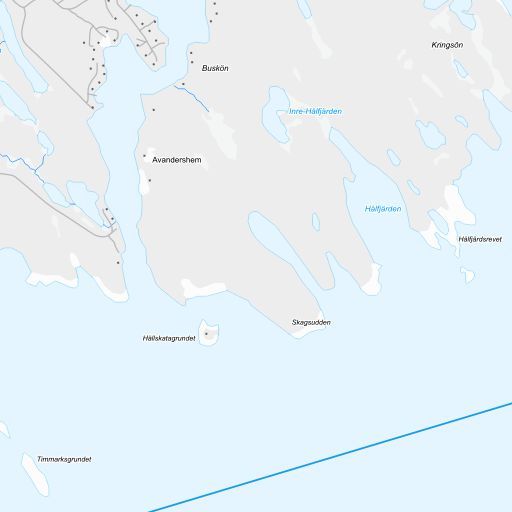 Kringsön
Buskön
Inre-Hälfjärden
Avandershem
Hälfjärden
Hälfjärdsrevet
Skagsudden
Hällskatagrundet
Timmarksgrundet